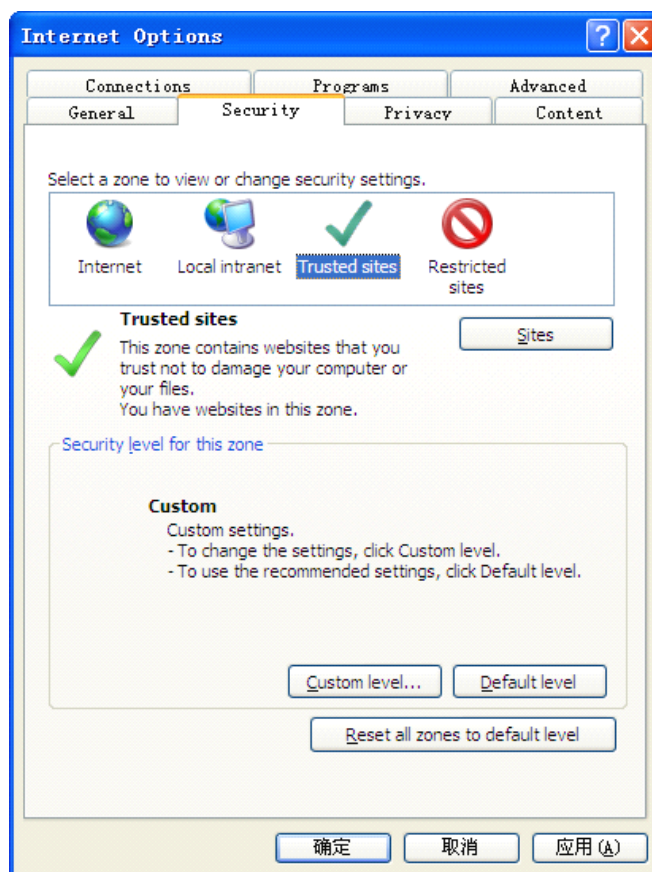 Internet Options
Connections Programs Advanced
General Security Privacy Content
Select a zone to view or change security settings.
Internet Local intranet Trusted sites Restricted
sites
Trusted sites
Sites
This zone contains websites that you
trust not to damage your computer or
your files.
You have websites in this zone.
Security level for this zone
Custom
Custom settings.
- To change the settings, click Custom level.
- To use the recommended settings, click Default level.
Custom level... Default level
Reset all zones to default level
确定 取消 应用(A)